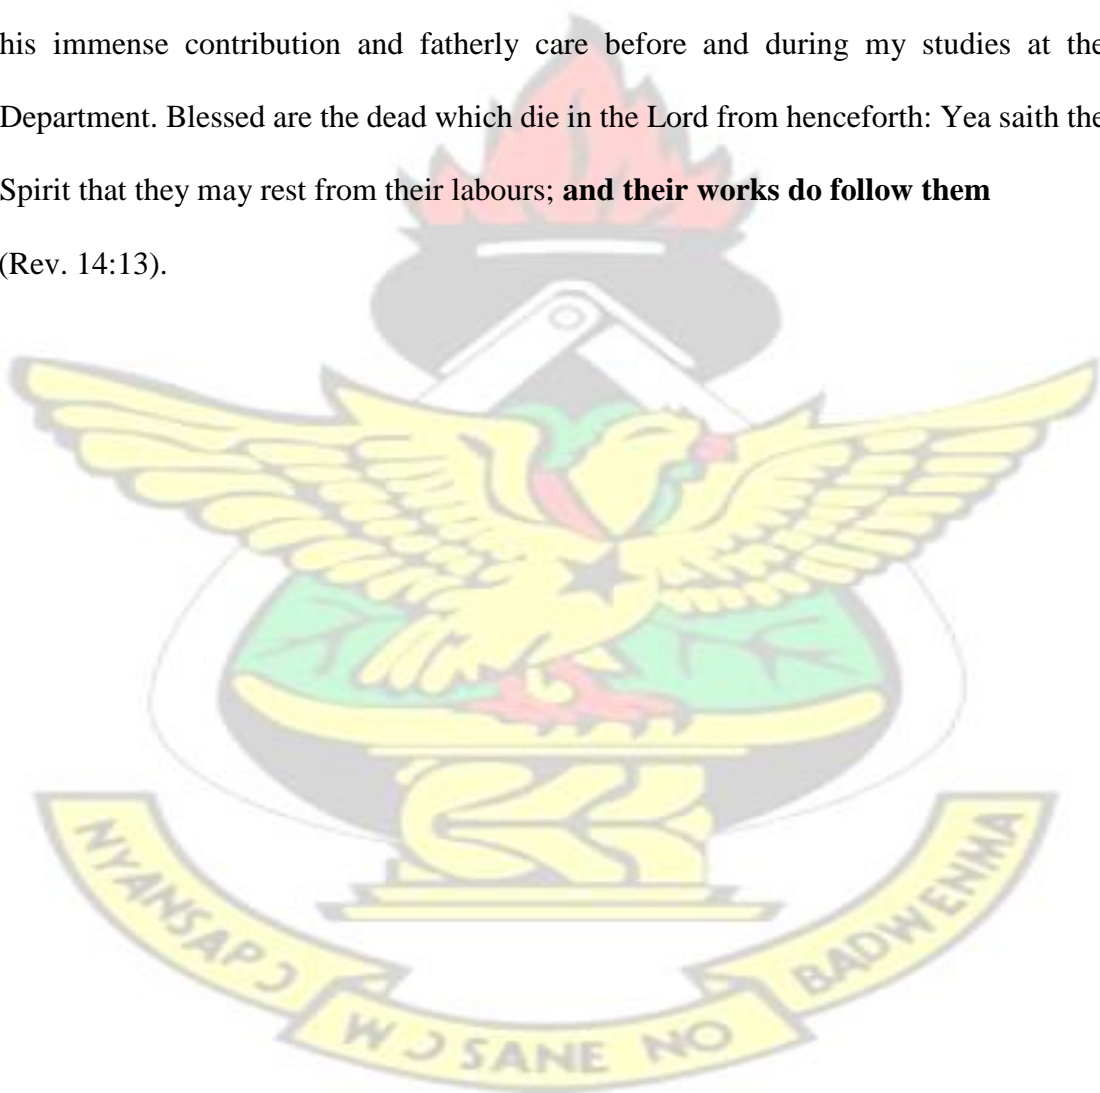 his immense contribution and fatherly care before and during my studies at the
Department. Blessed are the dead which die in the Lord from henceforth: Yea saith the
Spirit that they may rest from their labours; and their works do follow them
(Rev. 14:13).
NYANSAPƆ
WƆ SANE NO
BADWENMA